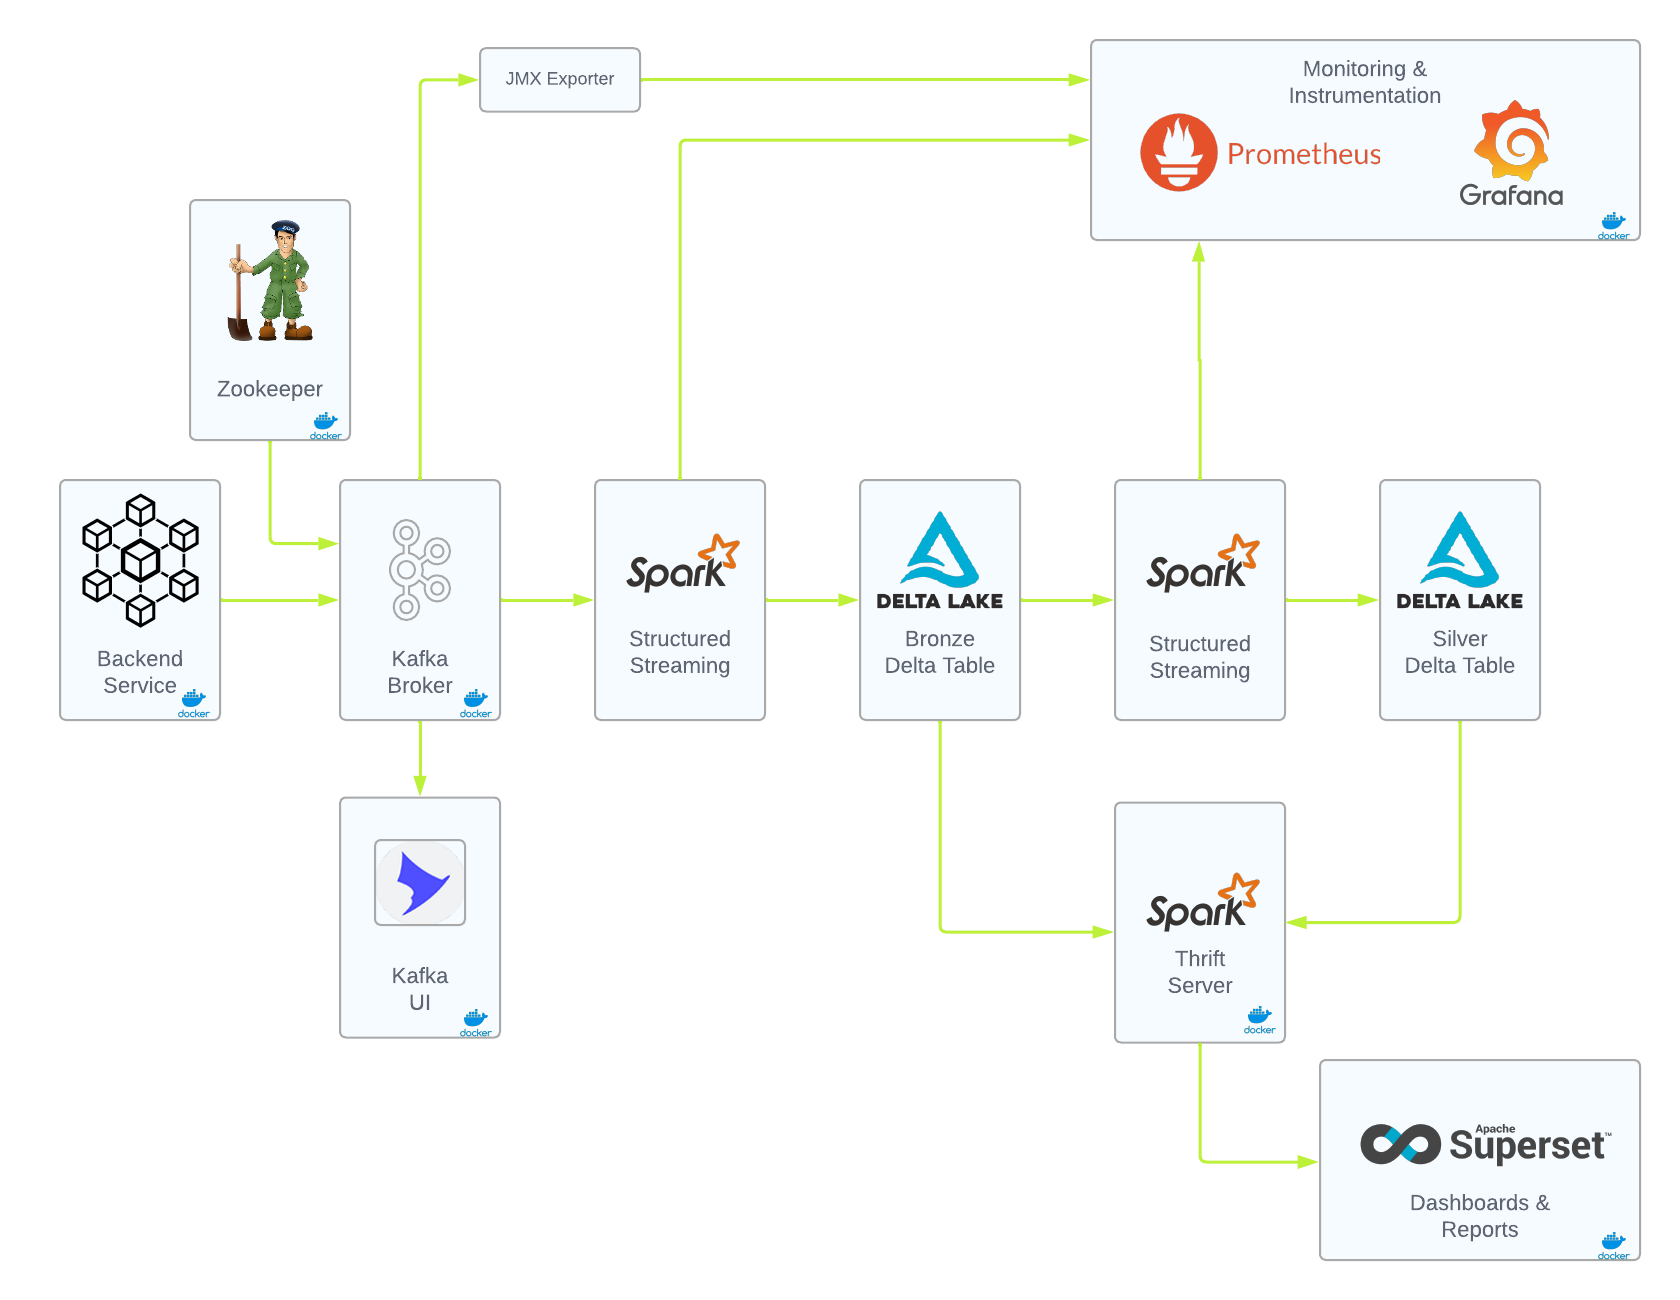 JMX Exporter
Monitoring &
Instrumentation
Prometheus
Grafana
docker
ZOO
Zookeeper
docker
Backend
Service
docker
Kafka
Broker
docker
Spark
Structured
Streaming
DELTA LAKE
Bronze
Delta Table
Spark
Structured
Streaming
DELTA LAKE
Silver
Delta Table
Kafka
UI
docker
Spark
Thrift
Server
docker
Apache
Superset™
Dashboards &
Reports
docker